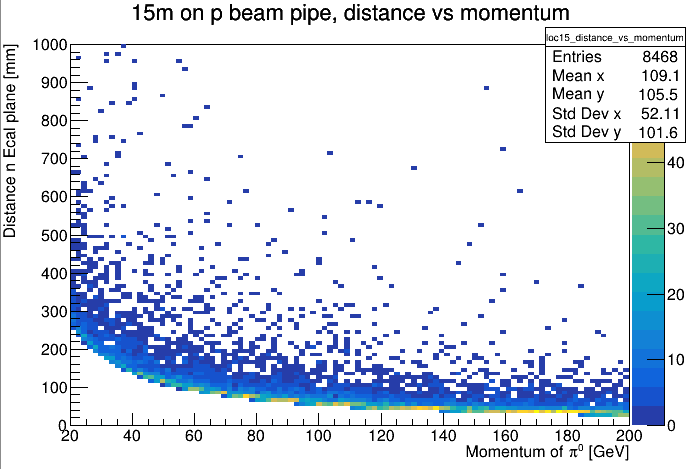 15m on p beam pipe, distance vs momentum
loc15_distance_vs_momentum
Entries 8468
Mean x 109.1
Mean y 105.5
Std Dev x 52.11
Std Dev y 101.6
Distance n Ecal plane [mm]
1000
900
800
700
600
500
400
300
200
100
0
20 40 60 80 100 120 140 160 180 200
Momentum of π⁰ [GeV]
40
30
20
10
0